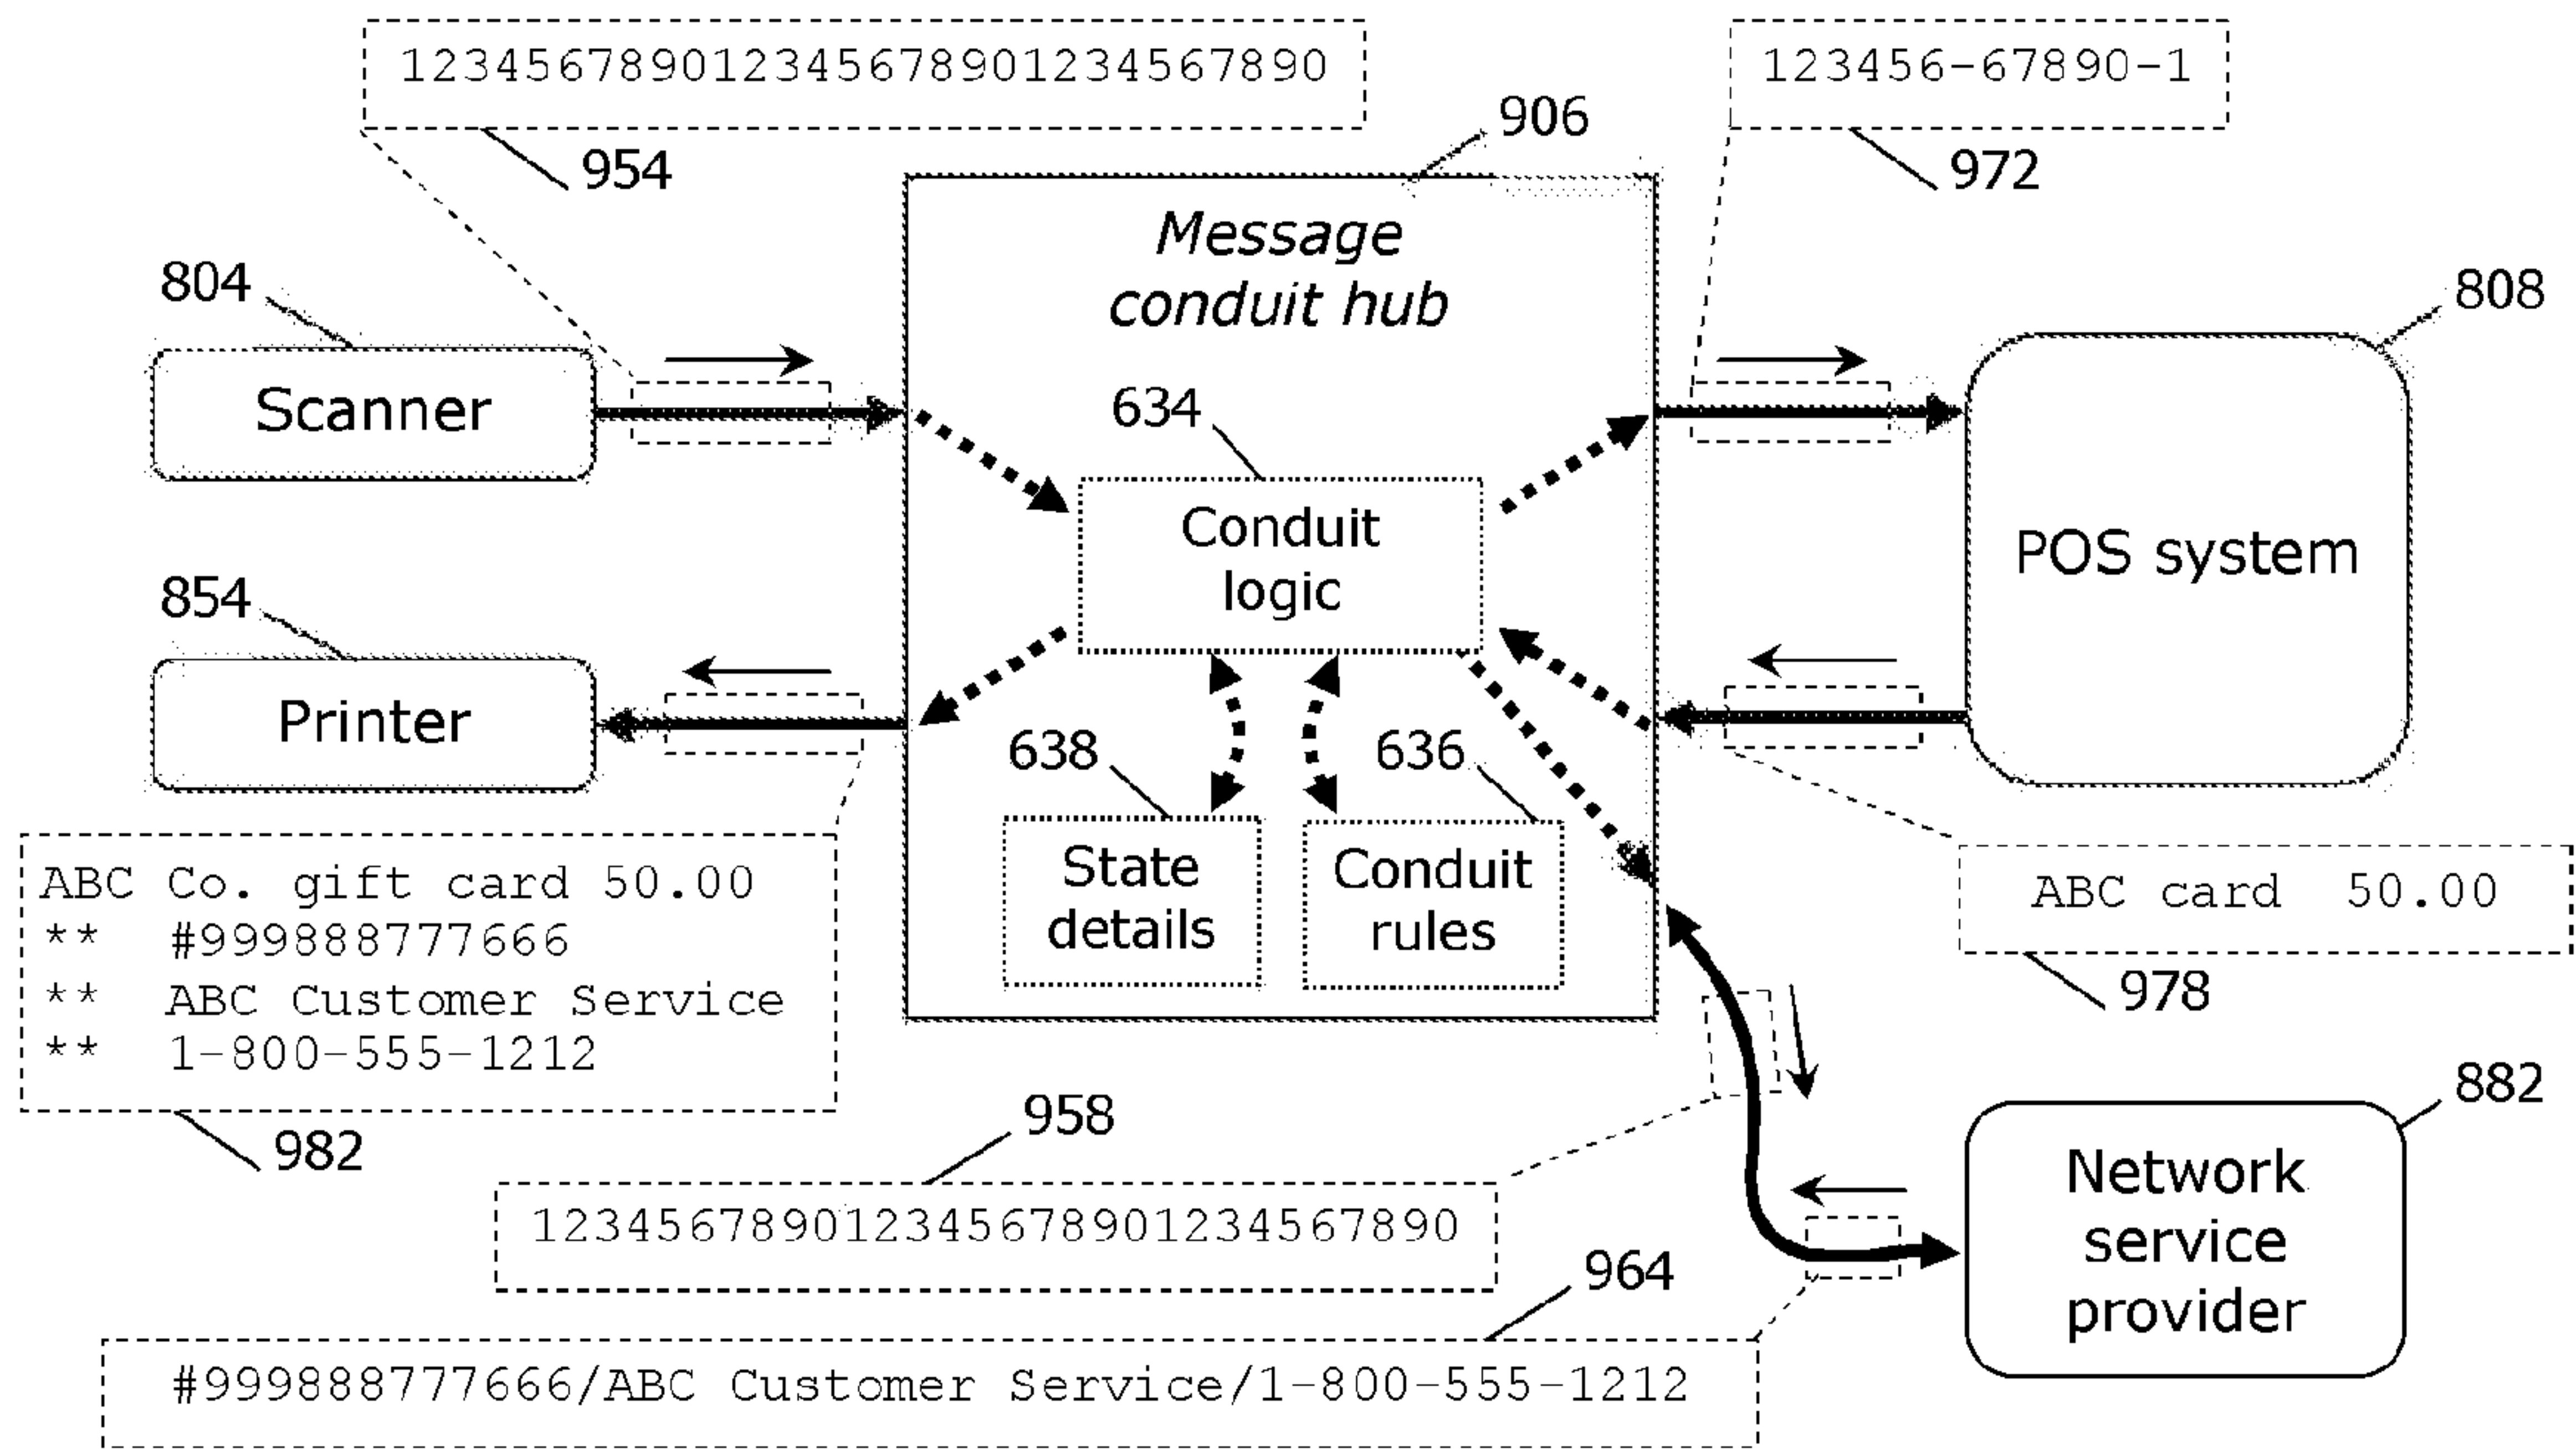 123456789012345678901234567890
123456-67890-1
906
954
972
Message
conduit hub
804
808
Scanner
634
Conduit
logic
POS system
854
Printer
638
636
State
details
Conduit
rules
ABC Co. gift card 50.00
** #999888777666
** ABC Customer Service
** 1-800-555-1212
ABC card 50.00
978
982
958
882
123456789012345678901234567890
Network
service
provider
964
#999888777666/ABC Customer Service/1-800-555-1212